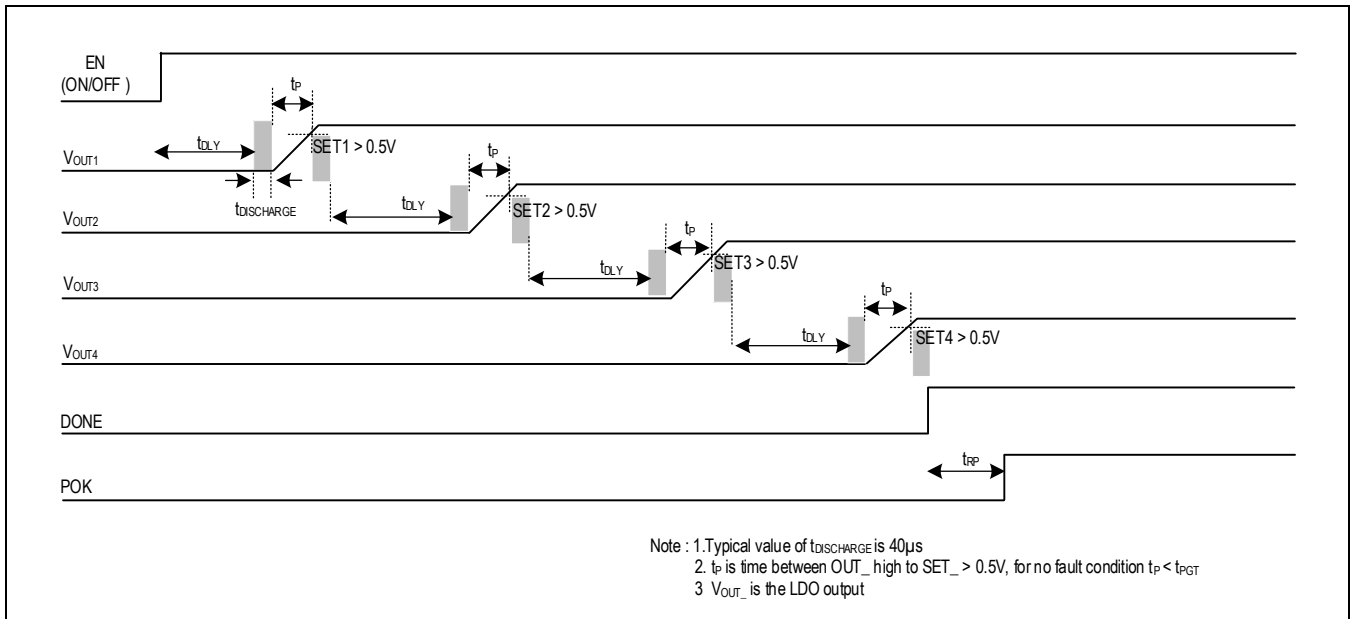 EN
(ON/OFF )
tP
tDLY
SET1 > 0.5V
VOUT1
tP
tDISCHARGE
tDLY
SET2 > 0.5V
VOUT2
tP
tDLY
SET3 > 0.5V
VOUT3
tP
tDLY
SET4 > 0.5V
VOUT4
DONE
tRP
POK
Note : 1.Typical value of tDISCHARGE is 40µs
2. tP is time between OUT_ high to SET_ > 0.5V, for no fault condition tP < tPGT
3 VOUT_ is the LDO output